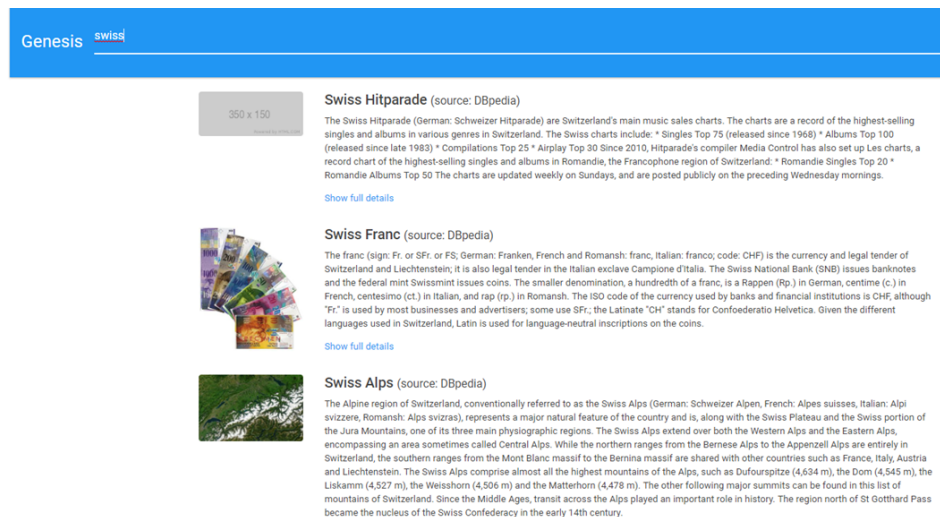 Genesis swiss
350 x 150
Swiss Hitparade (source: DBpedia)
The Swiss Hitparade (German: Schweizer Hitparade) are Switzerland's main music sales charts. The charts are a record of the highest-selling
singles and albums in various genres in Switzerland. The Swiss charts include: * Singles Top 75 (released since 1968) * Albums Top 100
(released since late 1983) * Compilations Top 25 * Airplay Top 30 Since 2010, Hitparade's compiler Media Control has also set up Les charts, a
record chart of the highest-selling singles and albums in Romandie, the Francophone region of Switzerland: * Romandie Singles Top 20 *
Romandie Albums Top 50 The charts are updated weekly on Sundays, and are posted publicly on the preceding Wednesday mornings.
Show full details
Swiss Franc (source: DBpedia)
The franc (sign: Fr. or SFr. or FS; German: Franken, French and Romansh: franc, Italian: franco; code: CHF) is the currency and legal tender of
Switzerland and Liechtenstein; it is also legal tender in the Italian exclave Campione d'Italia. The Swiss National Bank (SNB) issues banknotes
and the federal mint Swissmint issues coins. The smaller denomination, a hundredth of a franc, is a Rappen (Rp.) in German, centime (c.) in
French, centesimo (ct.) in Italian, and rap (rp.) in Romansh. The ISO code of the currency used by banks and financial institutions is CHF, although
"Fr." is used by most businesses and advertisers; some use SFr.; the Latinate "CH" stands for Confoederatio Helvetica. Given the different
languages used in Switzerland, Latin is used for language-neutral inscriptions on the coins.
Show full details
Swiss Alps (source: DBpedia)
The Alpine region of Switzerland, conventionally referred to as the Swiss Alps (German: Schweizer Alpen, French: Alpes suisses, Italian: Alpi
svizzere, Romansh: Alps svizras), represents a major natural feature of the country and is, along with the Swiss Plateau and the Swiss portion of
the Jura Mountains, one of its three main physiographic regions. The Swiss Alps extend over both the Western Alps and the Eastern Alps,
encompassing an area sometimes called Central Alps. While the northern ranges from the Bernese Alps to the Appenzell Alps are entirely in
Switzerland, the southern ranges from the Mont Blanc massif to the Bernina massif are shared with other countries such as France, Italy, Austria
and Liechtenstein. The Swiss Alps comprise almost all the highest mountains of the Alps, such as Dufourspitze (4,634 m), the Dom (4,545 m), the
Liskamm (4,527 m), the Weisshorn (4,506 m) and the Matterhorn (4,478 m). The other following major summits can be found in this list of
mountains of Switzerland. Since the Middle Ages, transit across the Alps played an important role in history. The region north of St Gotthard Pass
became the nucleus of the Swiss Confederacy in the early 14th century.